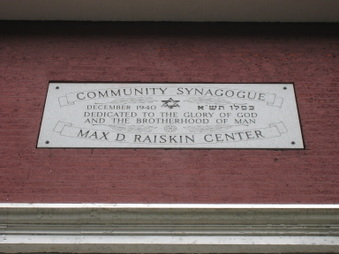 COMMUNITY SYNAGOGUE
DECEMBER 1940 כסלו תש"א
DEDICATED TO THE GLORY OF GOD
AND THE BROTHERHOOD OF MAN
MAX D. RAISKIN CENTER